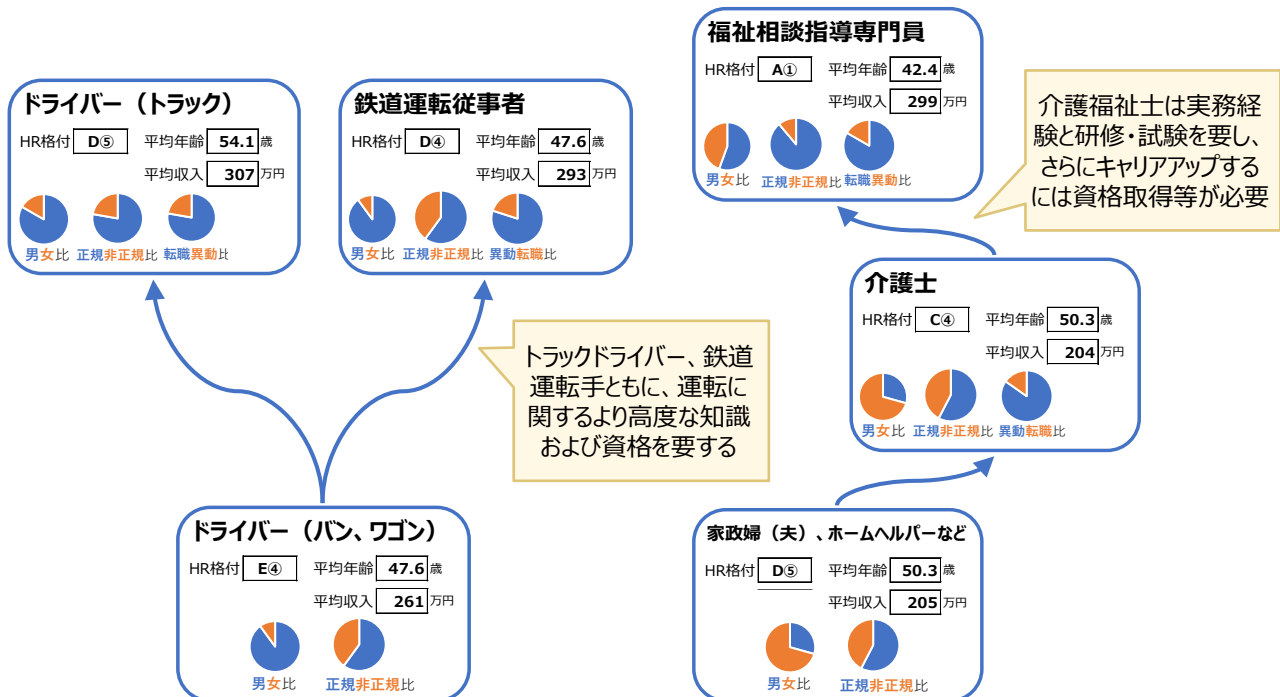 福祉相談指導専門員
HR格付 A① 平均年齢 42.4 歳
平均収入 299 万円
男女比 正規非正規比 転職異動比
介護福祉士は実務経
験と研修・試験を要し、
さらにキャリアアップする
には資格取得等が必要
ドライバー（トラック）
HR格付 D⑤ 平均年齢 54.1 歳
平均収入 307 万円
男女比 正規非正規比 転職異動比
鉄道運転従事者
HR格付 D④ 平均年齢 47.6 歳
平均収入 293 万円
男女比 正規非正規比 異動転職比
介護士
HR格付 C④ 平均年齢 50.3 歳
平均収入 204 万円
男女比 正規非正規比 異動転職比
トラックドライバー、鉄道
運転手ともに、運転に
関するより高度な知識
および資格を要する
ドライバー（バン、ワゴン）
HR格付 E④ 平均年齢 47.6 歳
平均収入 261 万円
男女比 正規非正規比
家政婦（夫）、ホームヘルパーなど
HR格付 D⑤ 平均年齢 50.3 歳
平均収入 205 万円
男女比 正規非正規比